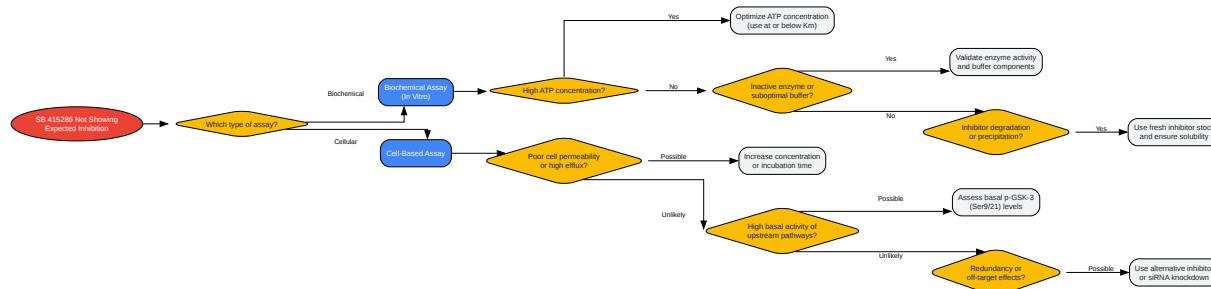 SB 415286 Not Showing
Expected Inhibition
Which type of assay?
Biochemical
Cellular
Biochemical Assay
(In Vitro)
Cell-Based Assay
High ATP concentration?
Yes
No
Optimize ATP concentration
(use at or below Km)
Inactive enzyme or
suboptimal buffer?
Yes
No
Validate enzyme activity
and buffer components
Inhibitor degradation
or precipitation?
Yes
Use fresh inhibitor stock
and ensure solubility
Poor cell permeability
or high efflux?
Possible
Unlikely
Increase concentration
or incubation time
High basal activity of
upstream pathways?
Possible
Unlikely
Assess basal p-GSK-3
(Ser9/21) levels
Redundancy or
off-target effects?
Possible
Use alternative inhibitor
or siRNA knockdown